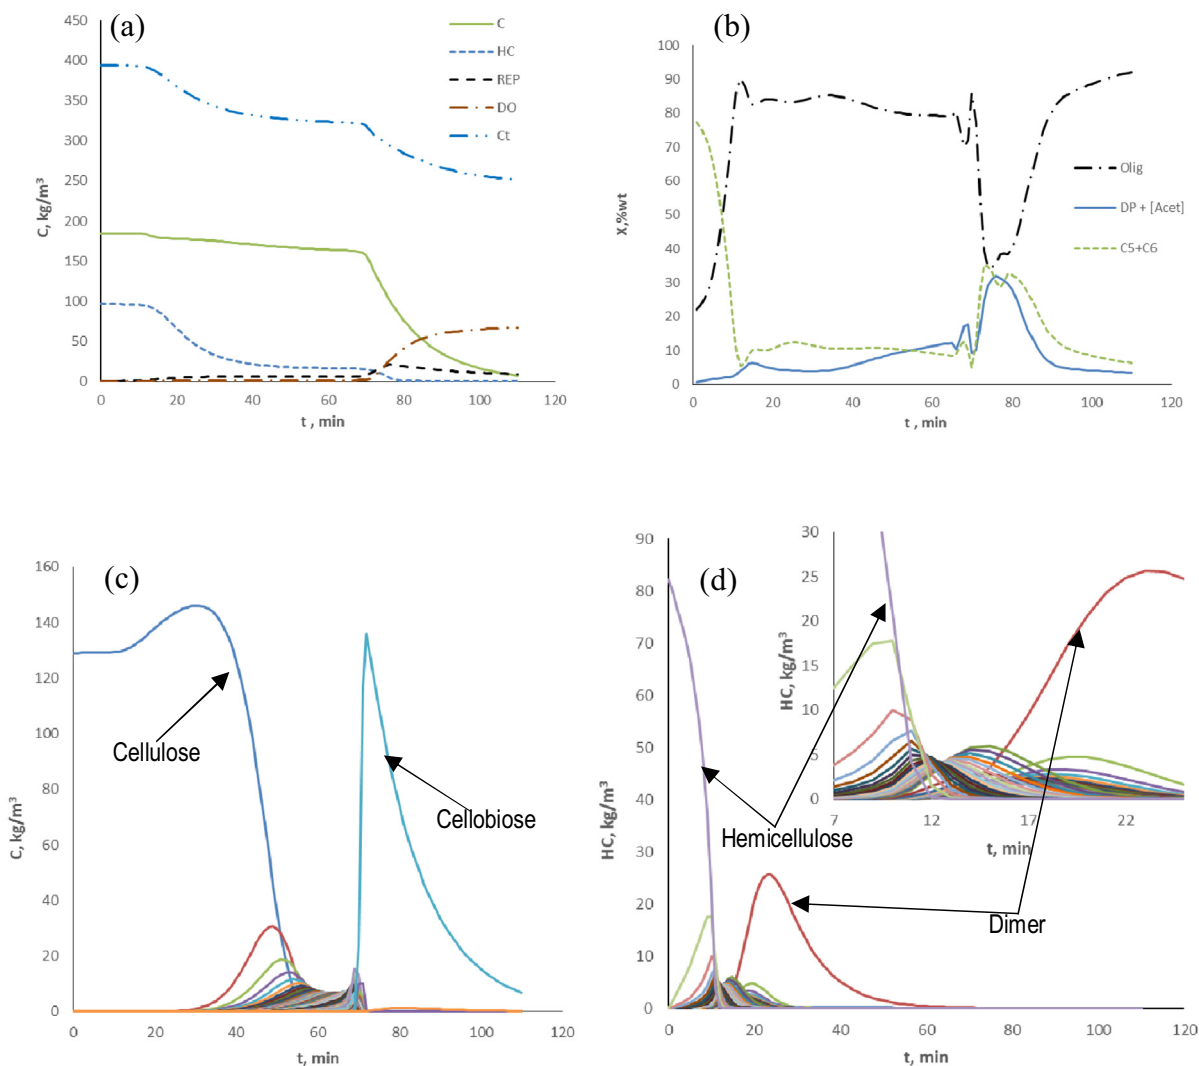 (a)
450
400
350
300
250
200
150
100
50
0
C, kg/m³
0 20 40 60 80 100 120
t , min
C
HC
REP
DO
Ct
(b)
100
90
80
70
60
50
40
30
20
10
0
X,%wt
0 20 40 60 80 100 120
t , min
Olig
DP + [Acet]
C5+C6
(c)
160
140
120
100
80
60
40
20
0
C, kg/m³
0 20 40 60 80 100 120
t, min
Cellulose
Cellobiose
(d)
90
80
70
60
50
40
30
20
10
0
HC, kg/m³
0 20 40 60 80 100 120
t, min
30
25
20
15
10
5
0
HC, kg/m³
7 12 17 22
t, min
Hemicellulose
Dimer